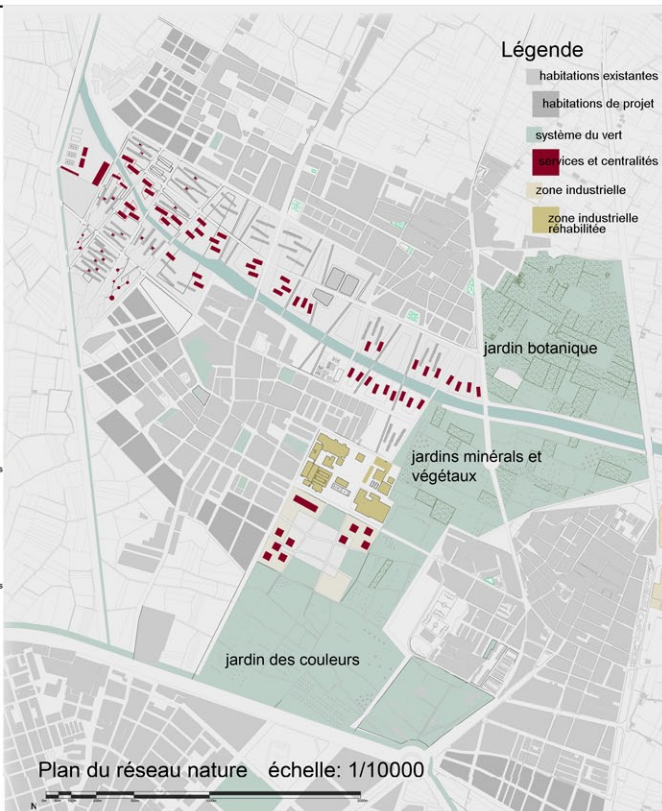 Légende
habitations existantes
habitations de projet
système du vert
services et centralités
zone industrielle
zone industrielle
réhabilitée
jardin botanique
jardins minérals et
végétaux
jardin des couleurs
Plan du réseau nature échelle: 1/10000
N